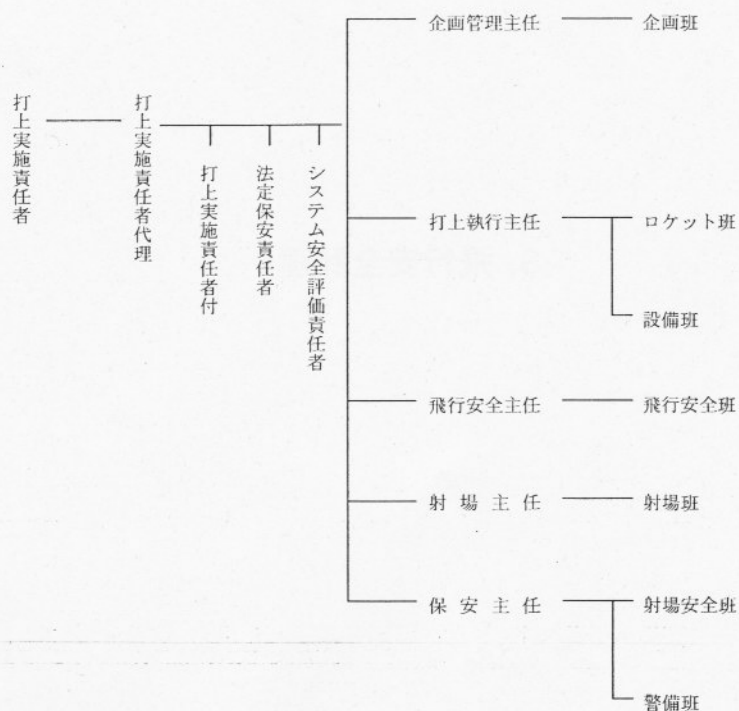 打上実施責任者
打上実施責任者代理
打上実施責任者付
法定保安責任者
システム安全評価責任者
企画管理主任
企画班
打上執行主任
ロケット班
設備班
飛行安全主任
飛行安全班
射場主任
射場班
保安主任
射場安全班
警備班